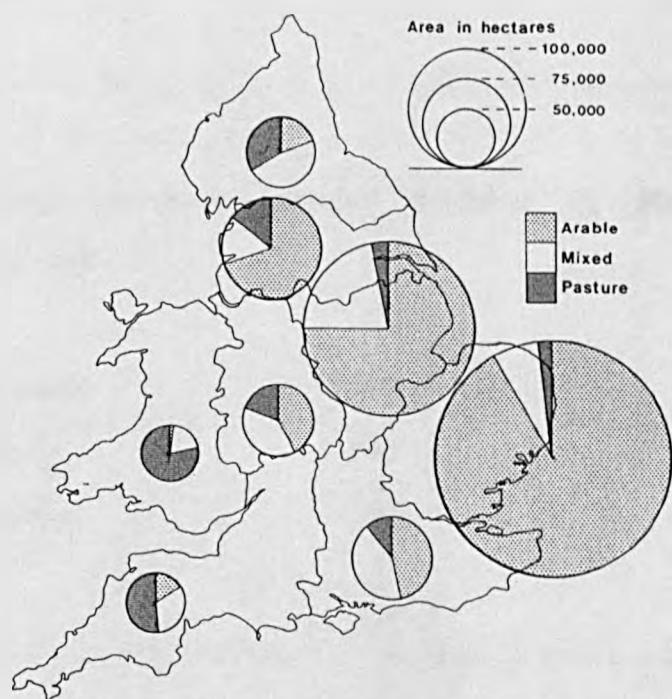 Area in hectares
100,000
75,000
50,000
Arable
Mixed
Pasture